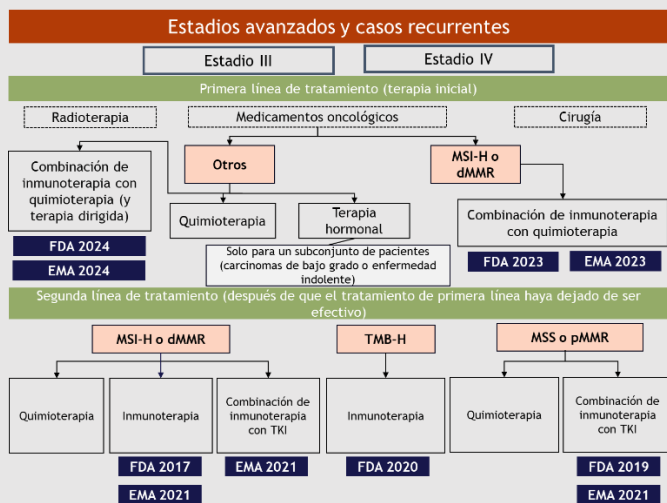 Estadios avanzados y casos recurrentes
Estadio III
Estadio IV
Primera línea de tratamiento (terapia inicial)
Radioterapia
Medicamentos oncológicos
Cirugía
Combinación de
inmunoterapia con
quimioterapia (y
terapia dirigida)
FDA 2024
EMA 2024
Otros
Quimioterapia
Terapia
hormonal
Solo para un subconjunto de pacientes
(carcinomas de bajo grado o enfermedad
indolente)
MSI-H o
dMMR
Combinación de inmunoterapia
con quimioterapia
FDA 2023
EMA 2023
Segunda línea de tratamiento (después de que el tratamiento de primera línea haya dejado de ser
efectivo)
MSI-H o dMMR
Quimioterapia
Inmunoterapia
FDA 2017
EMA 2021
Combinación de
inmunoterapia
con TKI
EMA 2021
TMB-H
Inmunoterapia
FDA 2020
MSS o pMMR
Quimioterapia
Combinación de
inmunoterapia con
TKI
FDA 2019
EMA 2021